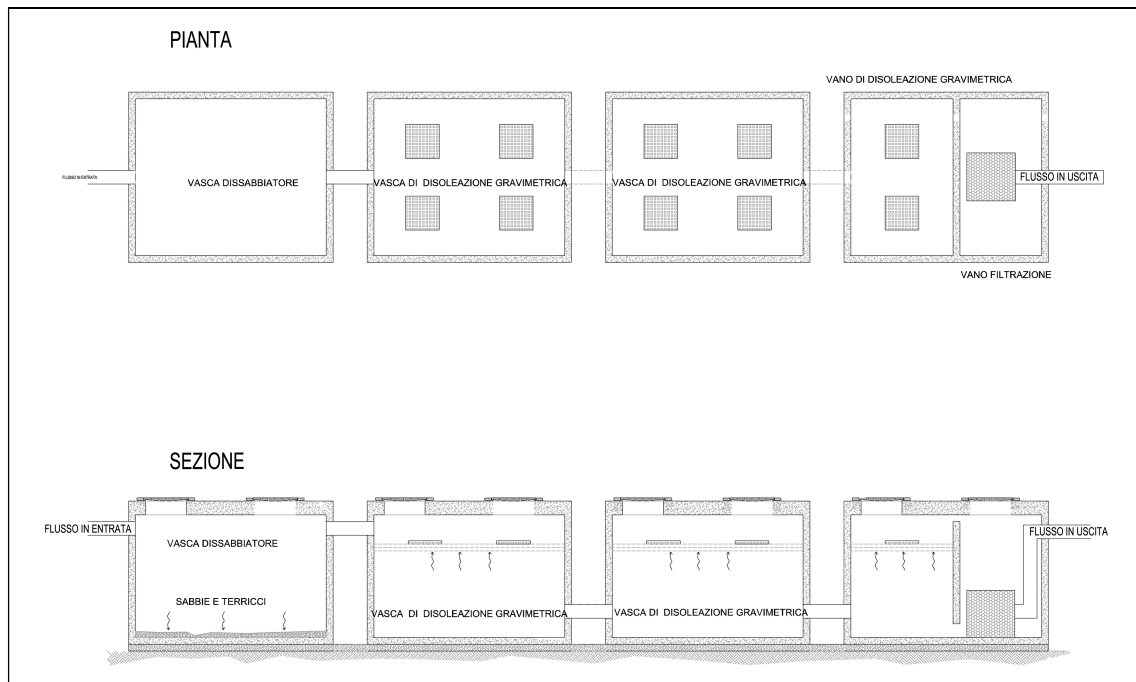 PIANTA
VANO DI DISOLEAZIONE GRAVIMETRICA
FLUSSO IN ENTRATA
VASCA DISSABBIATORE
VASCA DI DISOLEAZIONE GRAVIMETRICA
VASCA DI DISOLEAZIONE GRAVIMETRICA
FLUSSO IN USCITA
VANO FILTRAZIONE
SEZIONE
FLUSSO IN ENTRATA
VASCA DISSABBIATORE
FLUSSO IN USCITA
SABBIE E TERRICCI
VASCA DI DISOLEAZIONE GRAVIMETRICA
VASCA DI DISOLEAZIONE GRAVIMETRICA